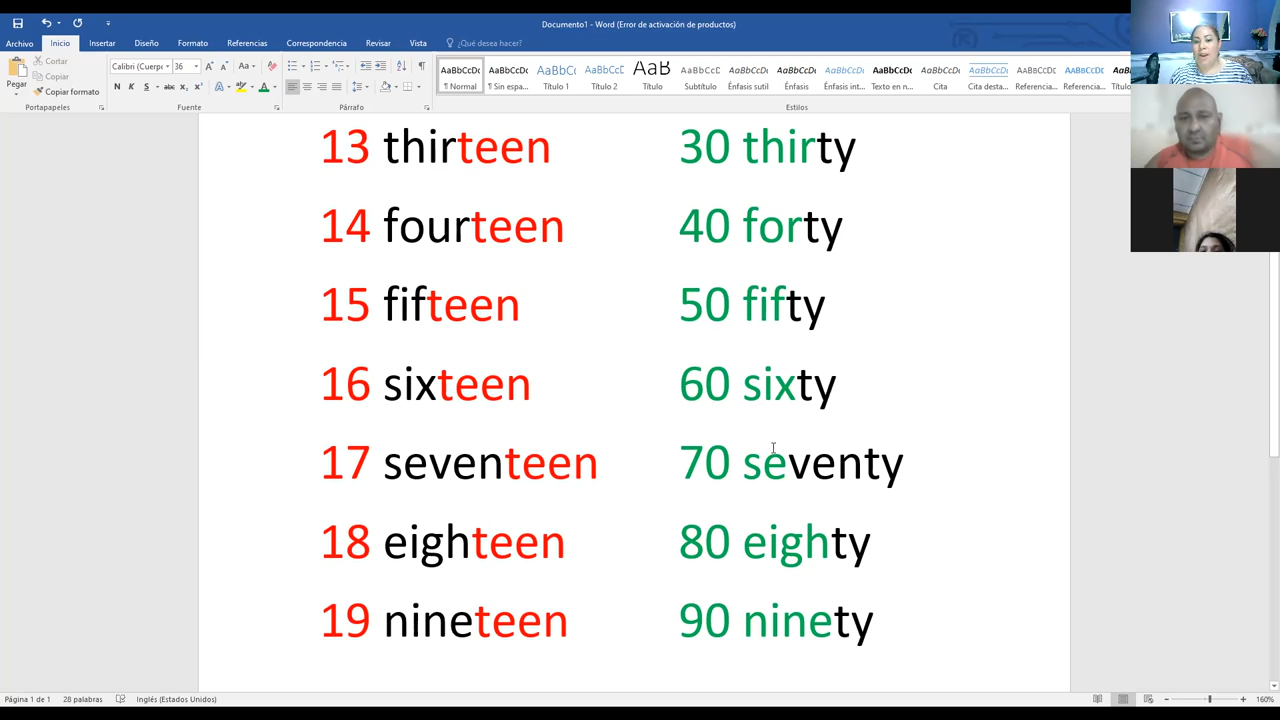 Documento1 - Word (Error de activación de productos)
Archivo Inicio Insertar Diseño Formato Referencias Correspondencia Revisar Vista ¿Qué desea hacer?
Cortar
Copiar
Pegar
Copiar formato
Calibri (Cuerpo 36
N K S abc x₂ x²
AaBbCcDc AaBbCcDc AaBbCc AaBbCcD AaB AaBbCcD AaBbCcDc AaBbCcDc AaBbCcDc AaBbCcDc AaBbCcDc AaBbCcDc AaBbCcDc AaBbCcDc
¶ Normal ¶ Sin espa... Título 1 Título 2 Título Subtítulo Énfasis sutil Énfasis Énfasis int... Texto en n... Cita Cita desta... Referencia... Referencia...
Portapapeles Fuente Párrafo Estilos
13 thirteen 30 thirty
14 fourteen 40 forty
15 fifteen 50 fifty
16 sixteen 60 sixty
17 seventeen 70 seventy
18 eighteen 80 eighty
19 nineteen 90 ninety
Página 1 de 1 28 palabras Inglés (Estados Unidos) 160%